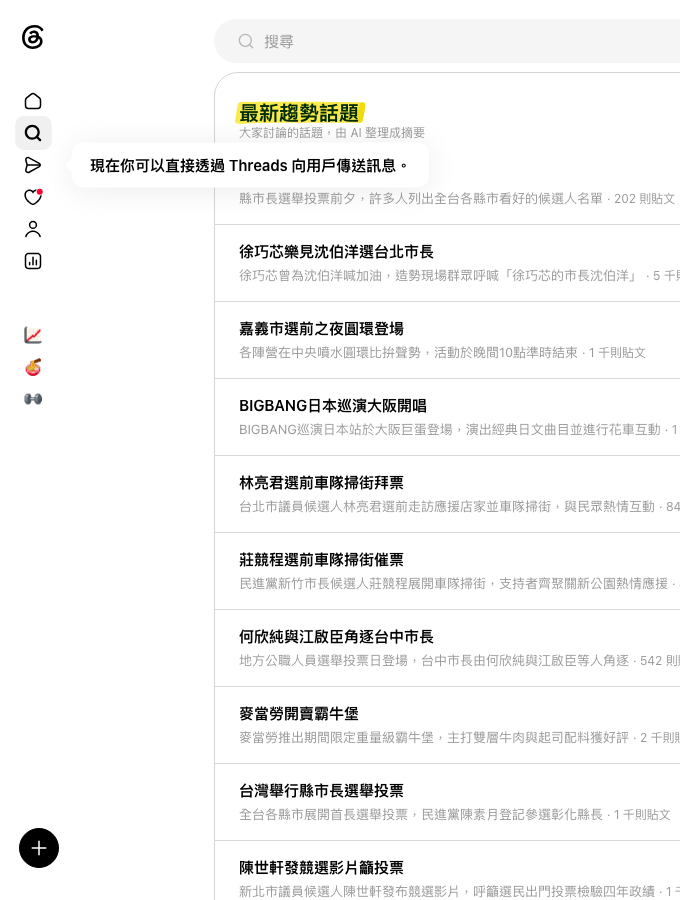 搜尋
最新趨勢話題
大家討論的話題，由 AI 整理成摘要
現在你可以直接透過 Threads 向用戶傳送訊息。
縣市長選舉投票前夕，許多人列出全台各縣市看好的候選人名單 · 202 則貼文
徐巧芯樂見沈伯洋選台北市長
徐巧芯曾為沈伯洋喊加油，造勢現場群眾呼喊「徐巧芯的市長沈伯洋」 · 5 千
嘉義市選前之夜圓環登場
各陣營在中央噴水圓環比拚聲勢，活動於晚間10點準時結束 · 1 千則貼文
BIGBANG日本巡演大阪開唱
BIGBANG巡演日本站於大阪巨蛋登場，演出經典日文曲目並進行花車互動 · 1
林亮君選前車隊掃街拜票
台北市議員候選人林亮君選前走訪應援店家並車隊掃街，與民眾熱情互動 · 84
莊競程選前車隊掃街催票
民進黨新竹市長候選人莊競程展開車隊掃街，支持者齊聚關新公園熱情應援 ·
何欣純與江啟臣角逐台中市長
地方公職人員選舉投票日登場，台中市長由何欣純與江啟臣等人角逐 · 542 則
麥當勞開賣霸牛堡
麥當勞推出期間限定重量級霸牛堡，主打雙層牛肉與起司配料獲好評 · 2 千則
台灣舉行縣市長選舉投票
全台各縣市展開首長選舉投票，民進黨陳素月登記參選彰化縣長 · 1 千則貼文
陳世軒發競選影片籲投票
新北市議員候選人陳世軒發布競選影片，呼籲選民出門投票檢驗四年政績 · 1